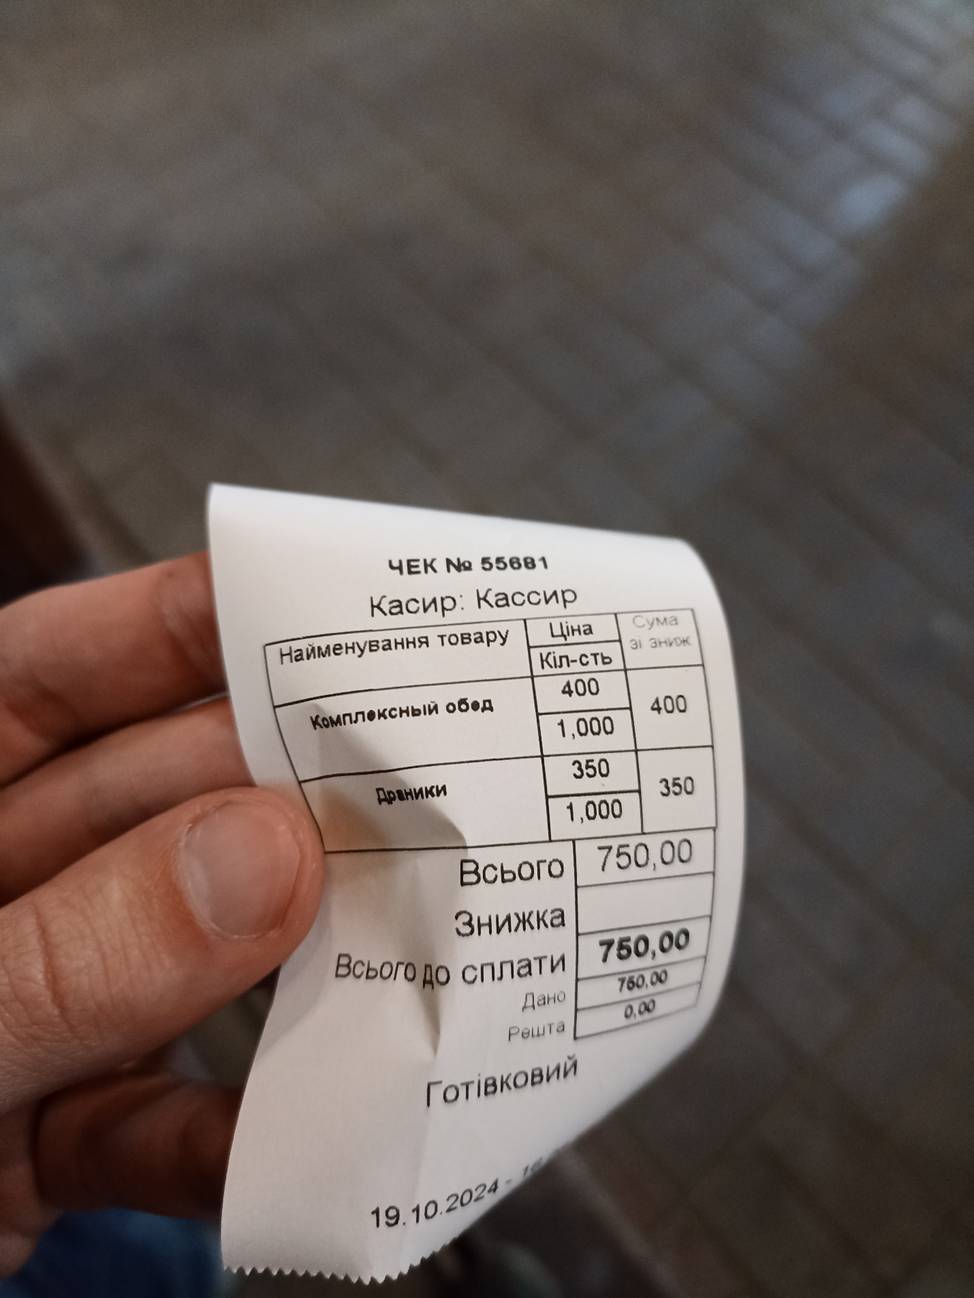 ЧЕК № 55681
Касир: Кассир
Найменування товару Ціна Сума зі зниж
Кіл-сть
Комплексный обед 400 400
1,000
Драники 350 350
1,000
Всього 750,00
Знижка
Всього до сплати 750,00
Дано 750,00
Решта 0,00
Готівковий
19.10.2024 -